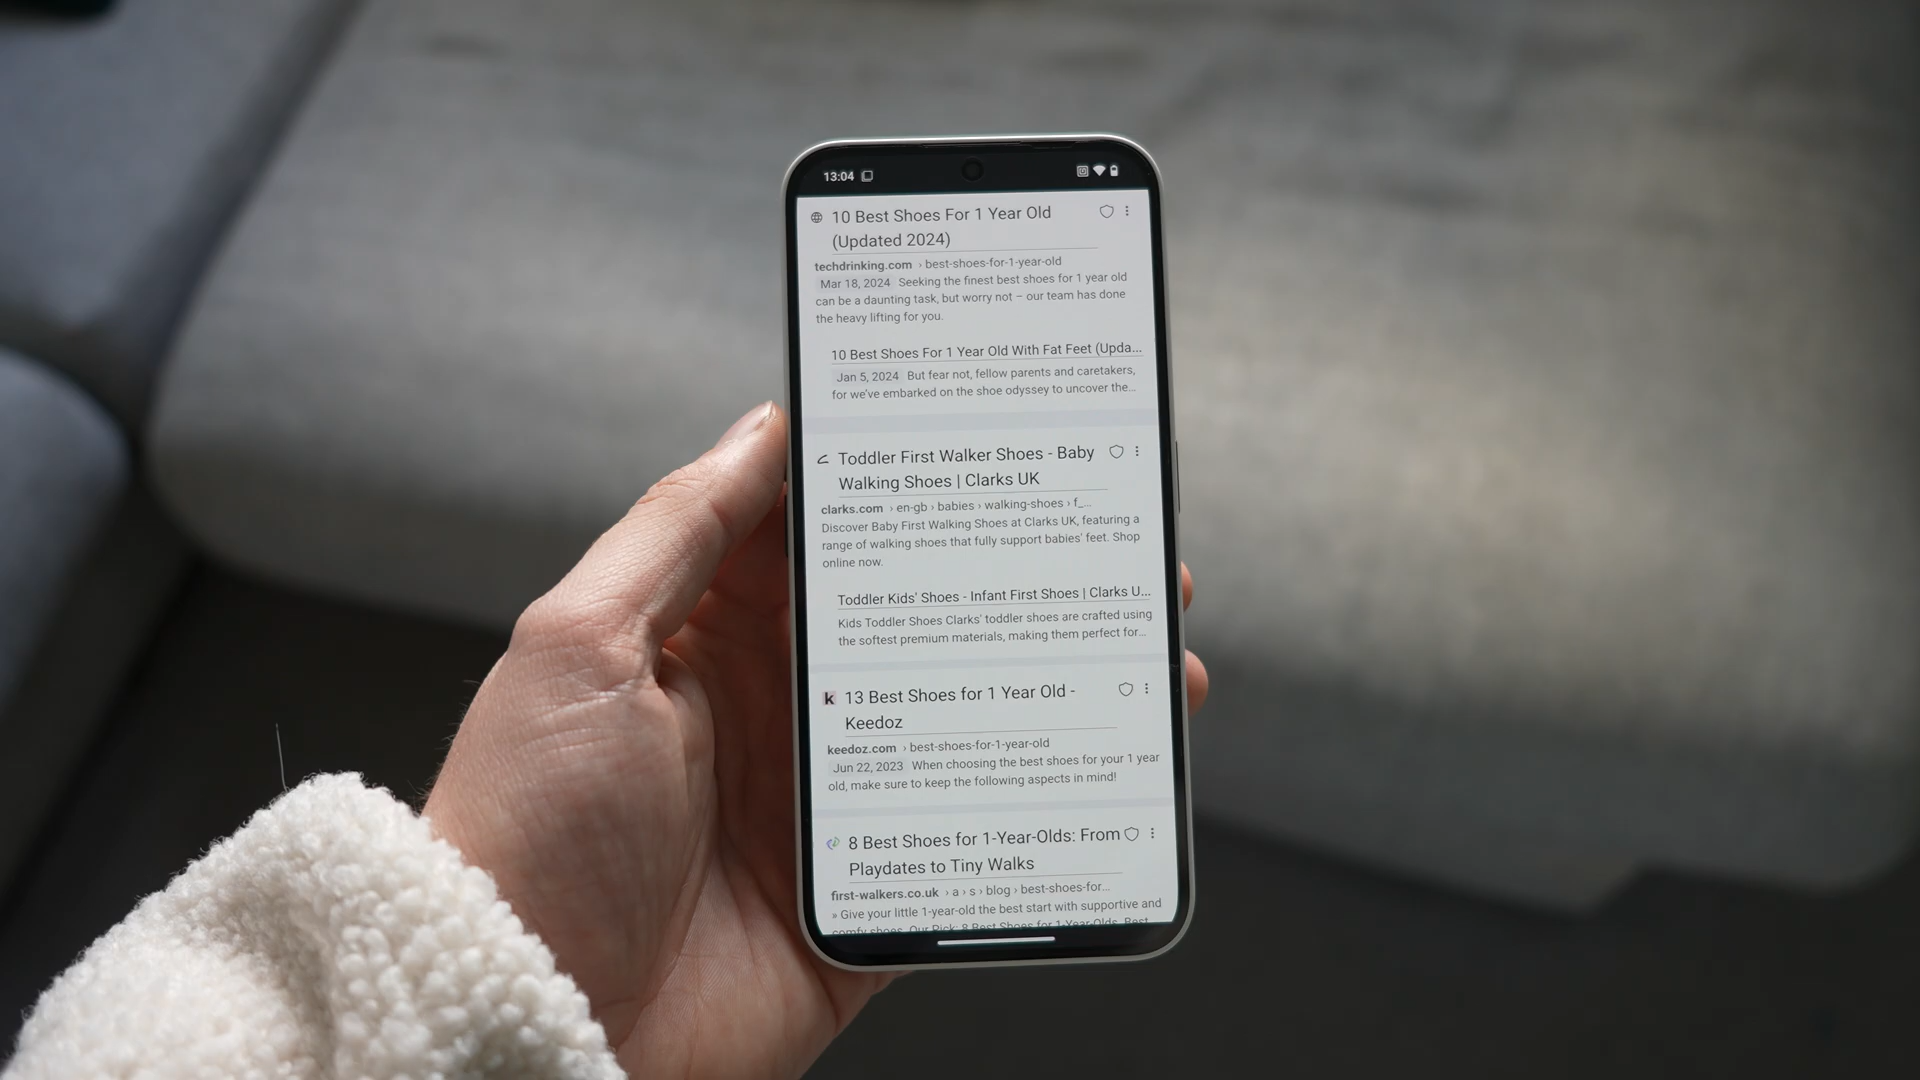 13:04
10 Best Shoes For 1 Year Old
(Updated 2024)
techdrinking.com › best-shoes-for-1-year-old
Mar 18, 2024 Seeking the finest best shoes for 1 year old
can be a daunting task, but worry not – our team has done
the heavy lifting for you.
10 Best Shoes For 1 Year Old With Fat Feet (Upda...
Jan 5, 2024 But fear not, fellow parents and caretakers,
for we've embarked on the shoe odyssey to uncover the...
Toddler First Walker Shoes - Baby
Walking Shoes | Clarks UK
clarks.com › en-gb › babies › walking-shoes › f_...
Discover Baby First Walking Shoes at Clarks UK, featuring a
range of walking shoes that fully support babies' feet. Shop
online now.
Toddler Kids' Shoes - Infant First Shoes | Clarks U...
Kids Toddler Shoes Clarks' toddler shoes are crafted using
the softest premium materials, making them perfect for...
k 13 Best Shoes for 1 Year Old -
Keedoz
keedoz.com › best-shoes-for-1-year-old
Jun 22, 2023 When choosing the best shoes for your 1 year
old, make sure to keep the following aspects in mind!
8 Best Shoes for 1-Year-Olds: From
Playdates to Tiny Walks
first-walkers.co.uk › a › s › blog › best-shoes-for...
» Give your little 1-year-old the best start with supportive and
comfy shoes. Our Pick: 8 Best Shoes for 1-Year-Olds. Best